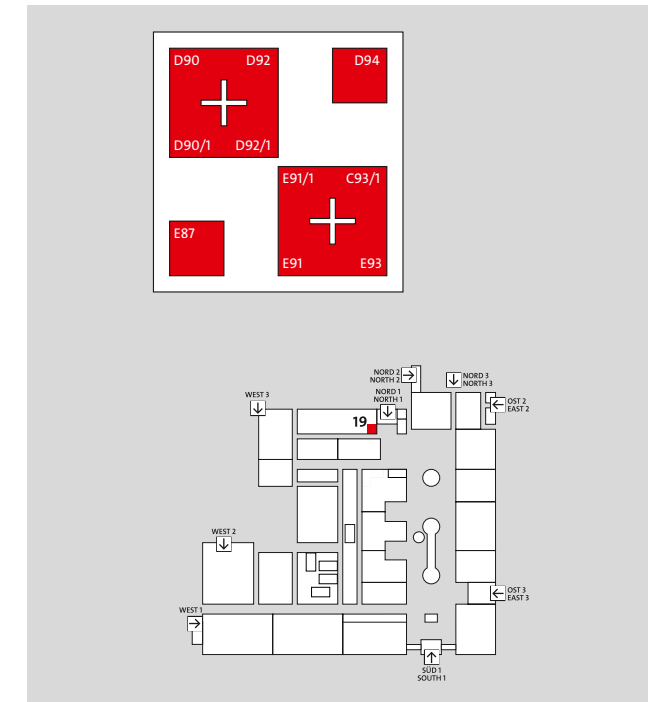 D90 D92 D94
D90/1 D92/1
E91/1 C93/1
E87
E91 E93
NORD 2
NORTH 2
NORD 3
NORTH 3
NORD 1
NORTH 1
WEST 3
OST 2
EAST 2
19
WEST 2
OST 3
EAST 3
WEST 1
SÜD 1
SOUTH 1